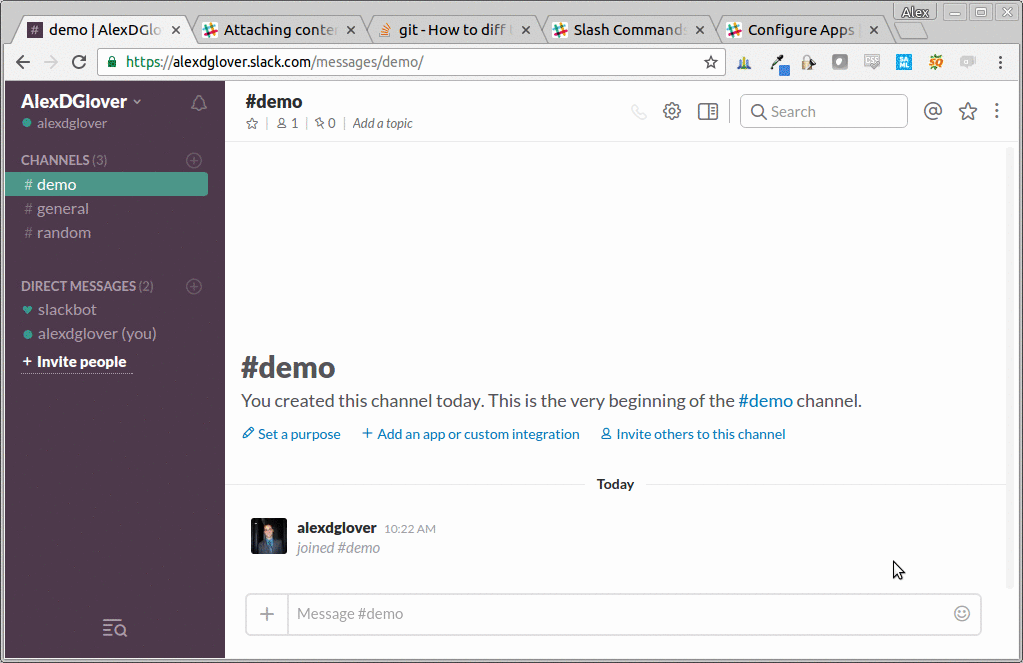 Alex
demo | AlexDGlo
Attaching conte
git - How to diff
Slash Command
Configure Apps
https://alexdglover.slack.com/messages/demo/
AlexDGlover
alexdglover
CHANNELS (3)
# demo
# general
# random
DIRECT MESSAGES (2)
slackbot
alexdglover (you)
+ Invite people
#demo
1 | 0 | Add a topic
Search
#demo
You created this channel today. This is the very beginning of the #demo channel.
Set a purpose + Add an app or custom integration Invite others to this channel
Today
alexdglover 10:22 AM
joined #demo
+ Message #demo